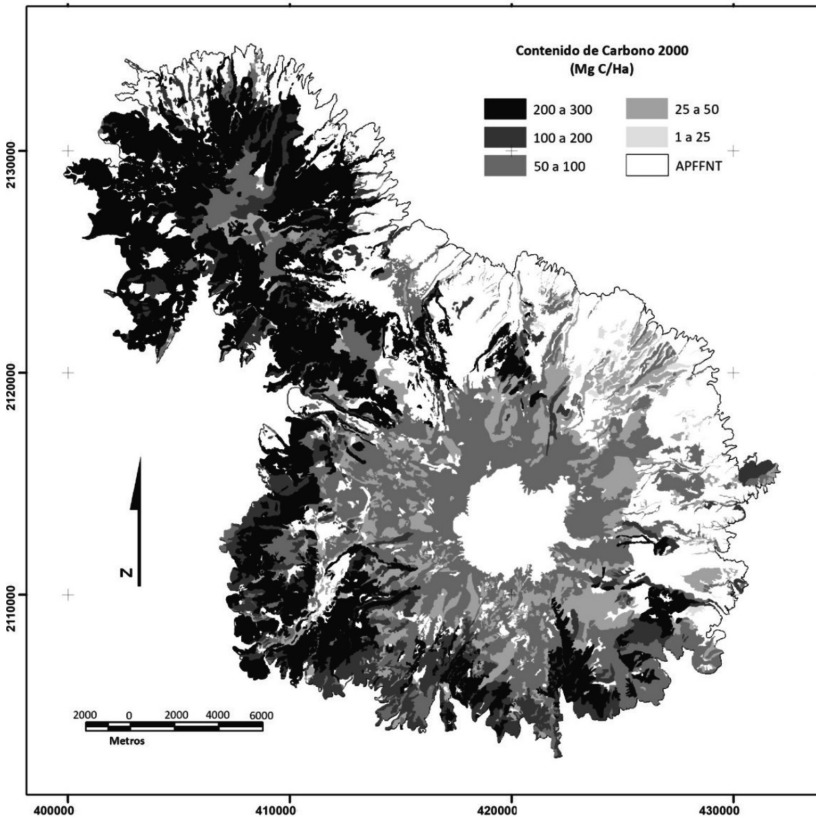 Contenido de Carbono 2000
(Mg C/Ha)
200 a 300
25 a 50
100 a 200
1 a 25
50 a 100
APFFNT
2130000
2120000
2110000
N
2000 0 2000 4000 6000
Metros
400000 410000 420000 430000